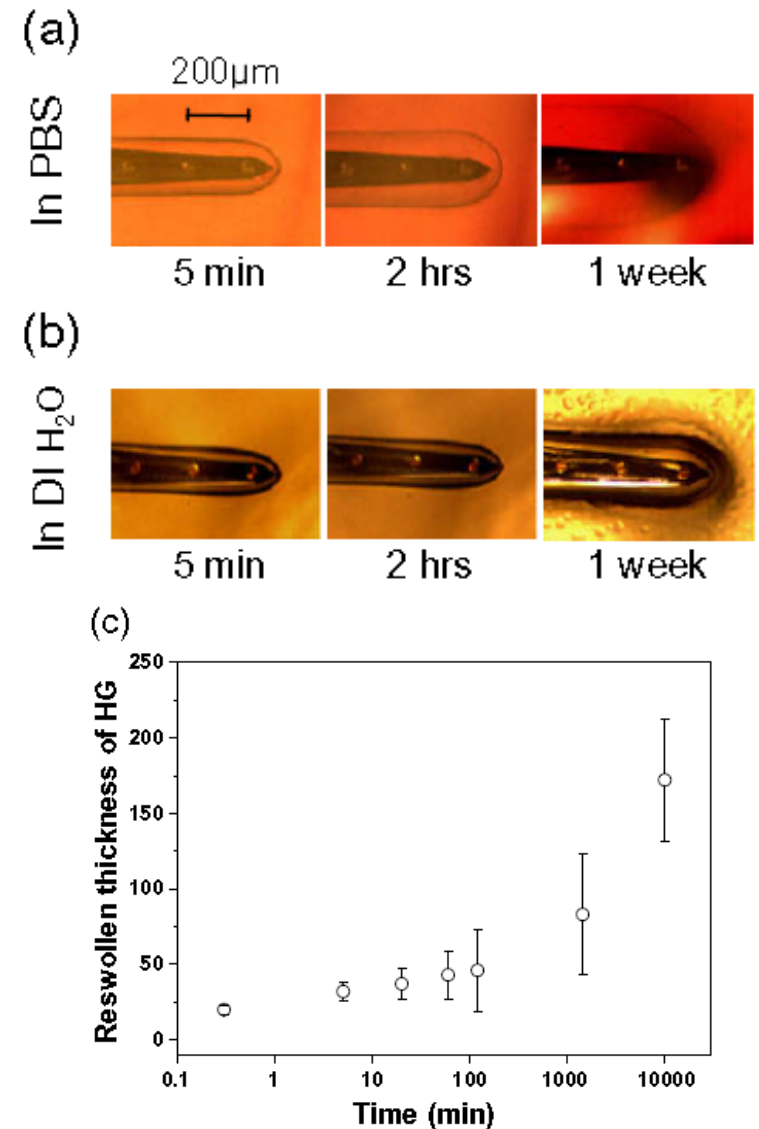 (a)
200μm
In PBS
5 min 2 hrs 1 week
(b)
In DI H₂O
5 min 2 hrs 1 week
(c)
Reswollen thickness of HG
250
200
150
100
50
0
0.1 1 10 100 1000 10000
Time (min)